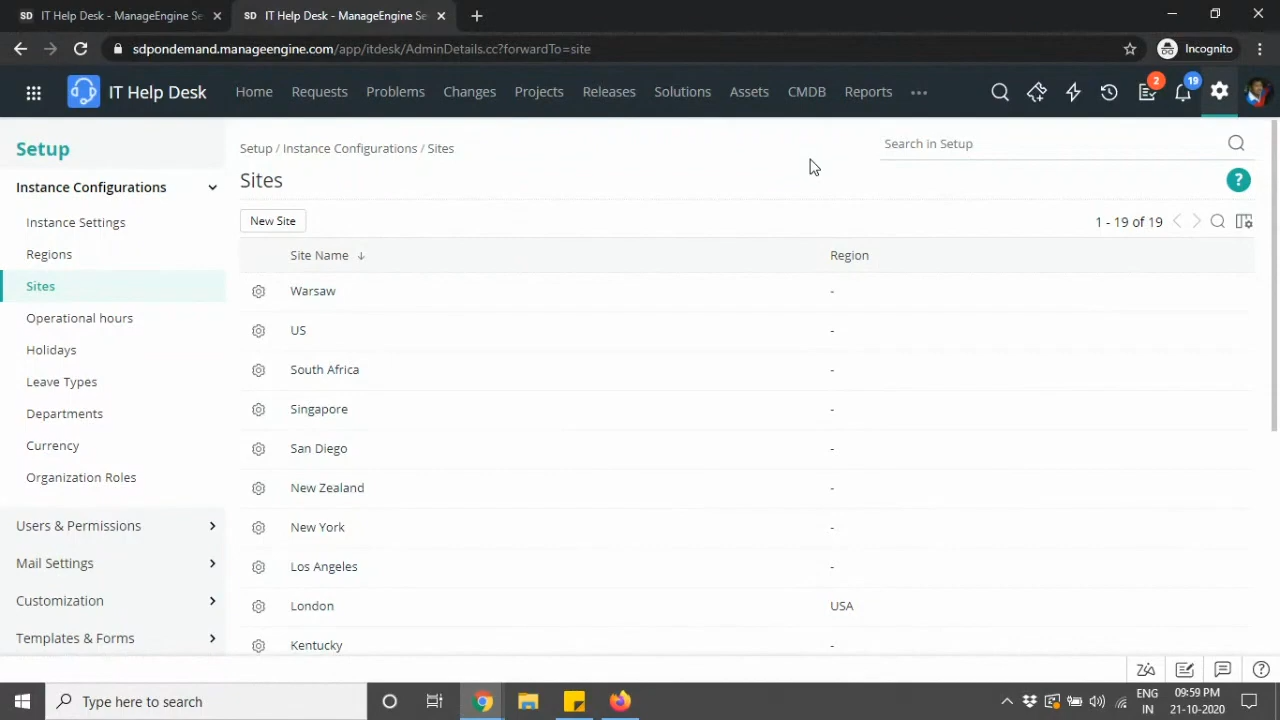 SD IT Help Desk - ManageEngine Se
SD IT Help Desk - ManageEngine Se
sdpondemand.manageengine.com/app/itdesk/AdminDetails.cc?forwardTo=site
Incognito
IT Help Desk
Home
Requests
Problems
Changes
Projects
Releases
Solutions
Assets
CMDB
Reports
2
19
Setup
Instance Configurations
Instance Settings
Regions
Sites
Operational hours
Holidays
Leave Types
Departments
Currency
Organization Roles
Users & Permissions
Mail Settings
Customization
Templates & Forms
Setup / Instance Configurations / Sites
Search in Setup
Sites
?
New Site
1 - 19 of 19
Site Name
Region
Warsaw -
US -
South Africa -
Singapore -
San Diego -
New Zealand -
New York -
Los Angeles -
London USA
Kentucky -
Type here to search
ENG
IN
09:59 PM
21-10-2020